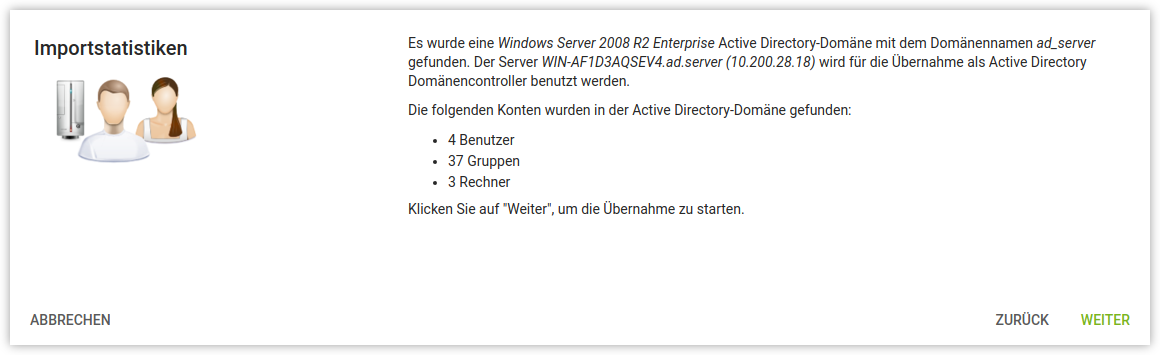 Importstatistiken
Es wurde eine Windows Server 2008 R2 Enterprise Active Directory-Domäne mit dem Domänennamen ad_server
gefunden. Der Server WIN-AF1D3AQSEV4.ad.server (10.200.28.18) wird für die Übernahme als Active Directory
Domänencontroller benutzt werden.
Die folgenden Konten wurden in der Active Directory-Domäne gefunden:
• 4 Benutzer
• 37 Gruppen
• 3 Rechner
Klicken Sie auf "Weiter", um die Übernahme zu starten.
ABBRECHEN
ZURÜCK
WEITER